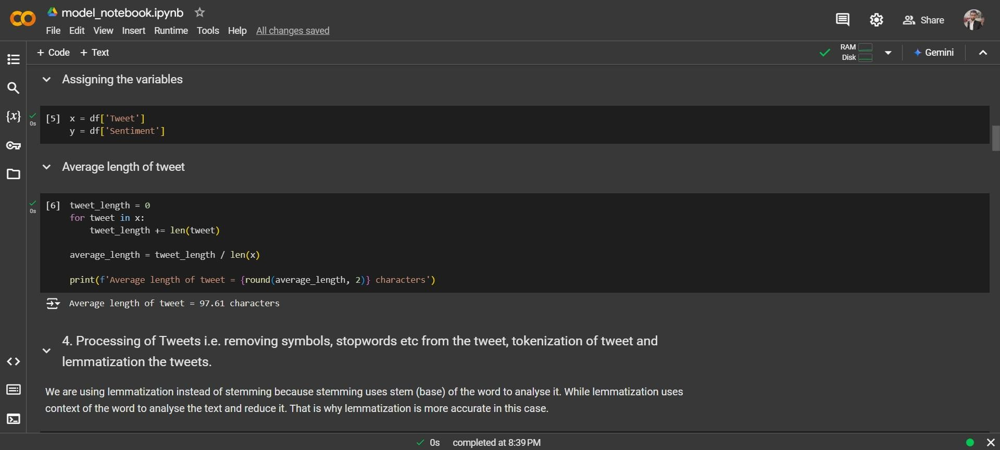 model_notebook.ipynb
File Edit View Insert Runtime Tools Help All changes saved
Share
+ Code + Text
RAM
Disk
Gemini
Assigning the variables
{x}
0s
[5] x = df['Tweet']
y = df['Sentiment']
Average length of tweet
0s
[6] tweet_length = 0
for tweet in x:
    tweet_length += len(tweet)
average_length = tweet_length / len(x)
print(f'Average length of tweet = {round(average_length, 2)} characters')
Average length of tweet = 97.61 characters
4. Processing of Tweets i.e. removing symbols, stopwords etc from the tweet, tokenization of tweet and
lemmatization the tweets.
We are using lemmatization instead of stemming because stemming uses stem (base) of the word to analyse it. While lemmatization uses
context of the word to analyse the text and reduce it. That is why lemmatization is more accurate in this case.
0s completed at 8:39 PM